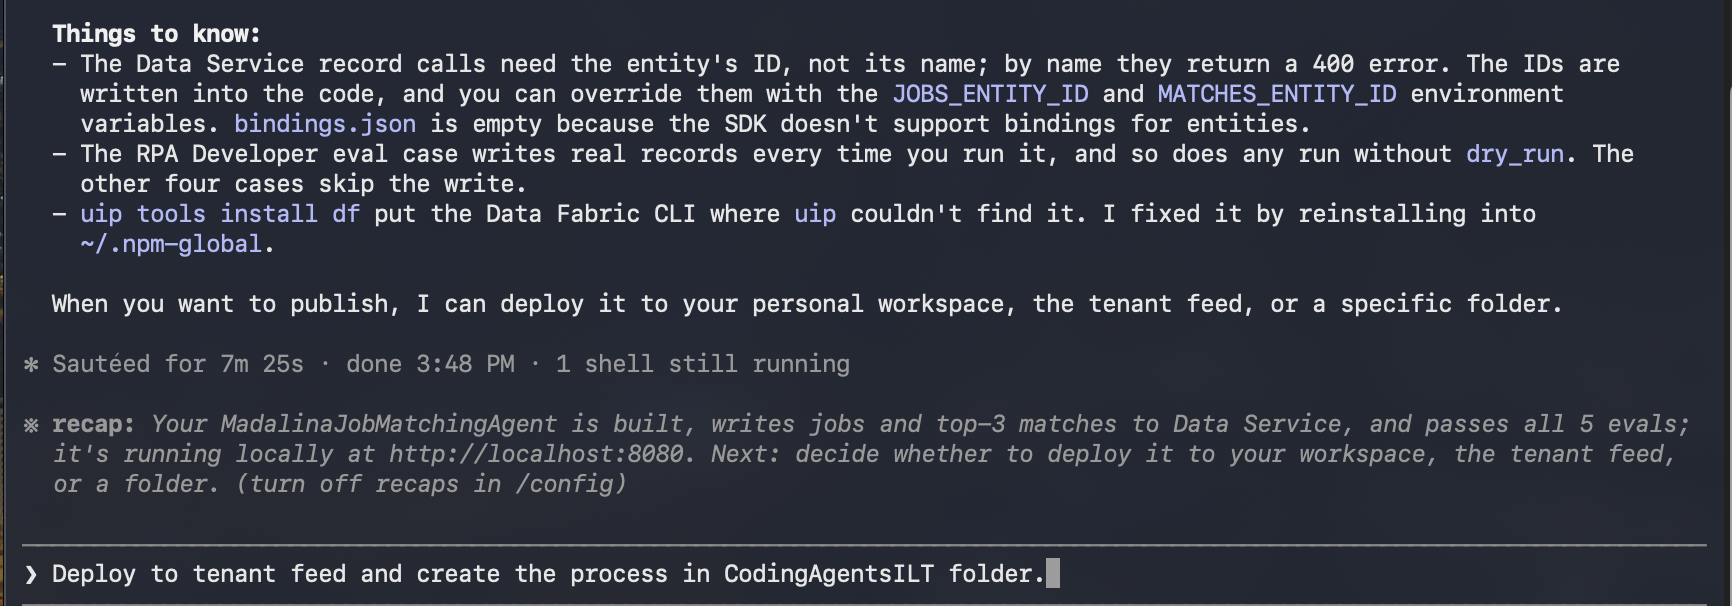 Things to know:
– The Data Service record calls need the entity's ID, not its name; by name they return a 400 error. The IDs are
written into the code, and you can override them with the JOBS_ENTITY_ID and MATCHES_ENTITY_ID environment
variables. bindings.json is empty because the SDK doesn't support bindings for entities.
– The RPA Developer eval case writes real records every time you run it, and so does any run without dry_run. The
other four cases skip the write.
– uip tools install df put the Data Fabric CLI where uip couldn't find it. I fixed it by reinstalling into
~/.npm-global.
When you want to publish, I can deploy it to your personal workspace, the tenant feed, or a specific folder.
✻ Sautéed for 7m 25s · done 3:48 PM · 1 shell still running
※ recap: Your MadalinaJobMatchingAgent is built, writes jobs and top-3 matches to Data Service, and passes all 5 evals;
it's running locally at http://localhost:8080. Next: decide whether to deploy it to your workspace, the tenant feed,
or a folder. (turn off recaps in /config)
❯ Deploy to tenant feed and create the process in CodingAgentsILT folder.